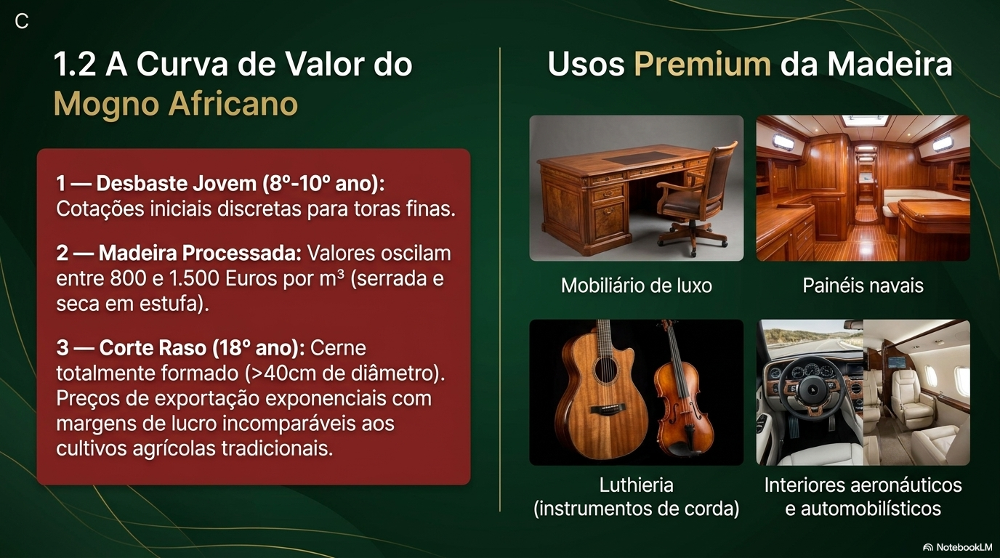 C
1.2 A Curva de Valor do
Mogno Africano
1 — Desbaste Jovem (8º-10º ano):
Cotações iniciais discretas para toras finas.
2 — Madeira Processada: Valores oscilam
entre 800 e 1.500 Euros por m³ (serrada e
seca em estufa).
3 — Corte Raso (18º ano): Cerne
totalmente formado (>40cm de diâmetro).
Preços de exportação exponenciais com
margens de lucro incomparáveis aos
cultivos agrícolas tradicionais.
Usos Premium da Madeira
Mobiliário de luxo
Painéis navais
Luthieria
(instrumentos de corda)
Interiores aeronáuticos
e automobilísticos
NotebookLM